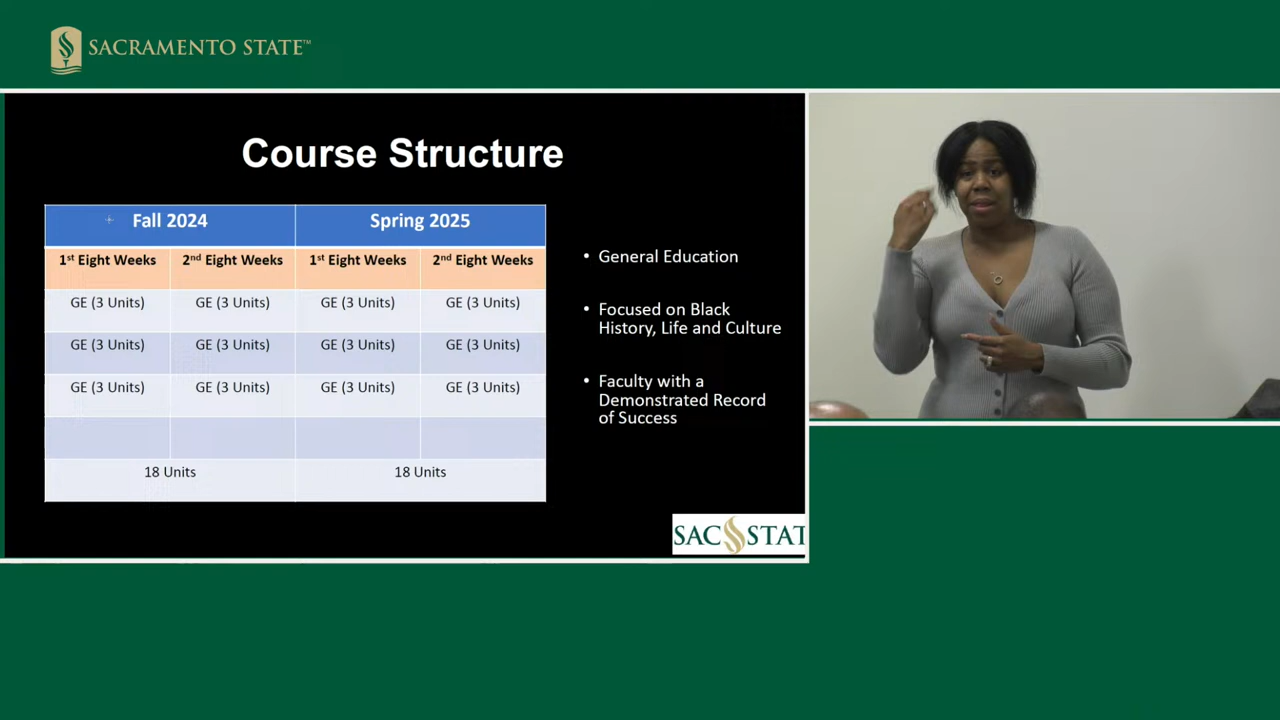 SACRAMENTO STATE™
Course Structure
Fall 2024 Spring 2025
1st Eight Weeks 2nd Eight Weeks 1st Eight Weeks 2nd Eight Weeks
GE (3 Units) GE (3 Units) GE (3 Units) GE (3 Units)
GE (3 Units) GE (3 Units) GE (3 Units) GE (3 Units)
GE (3 Units) GE (3 Units) GE (3 Units) GE (3 Units)
18 Units 18 Units
• General Education
• Focused on Black
History, Life and Culture
• Faculty with a
Demonstrated Record
of Success
SAC STAT